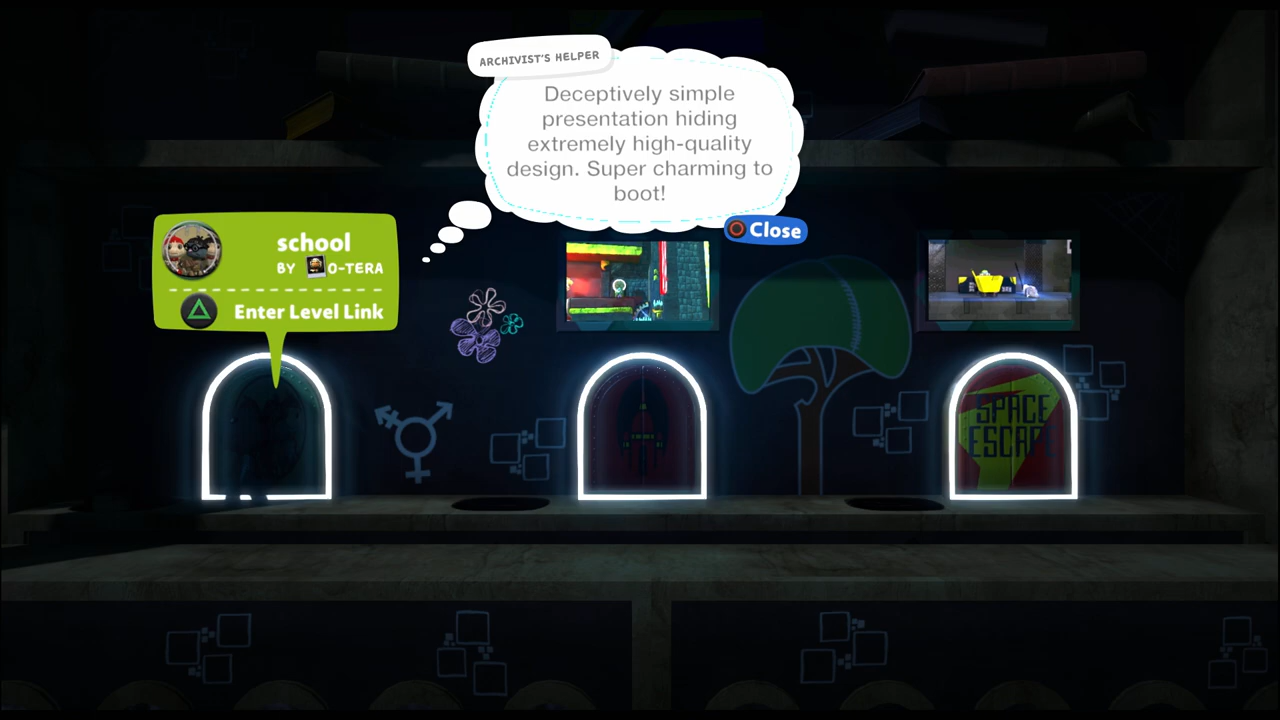 ARCHIVIST'S HELPER
Deceptively simple
presentation hiding
extremely high-quality
design. Super charming to
boot!
Close
school
BY O-TERA
Enter Level Link
SPACE
ESCAPE